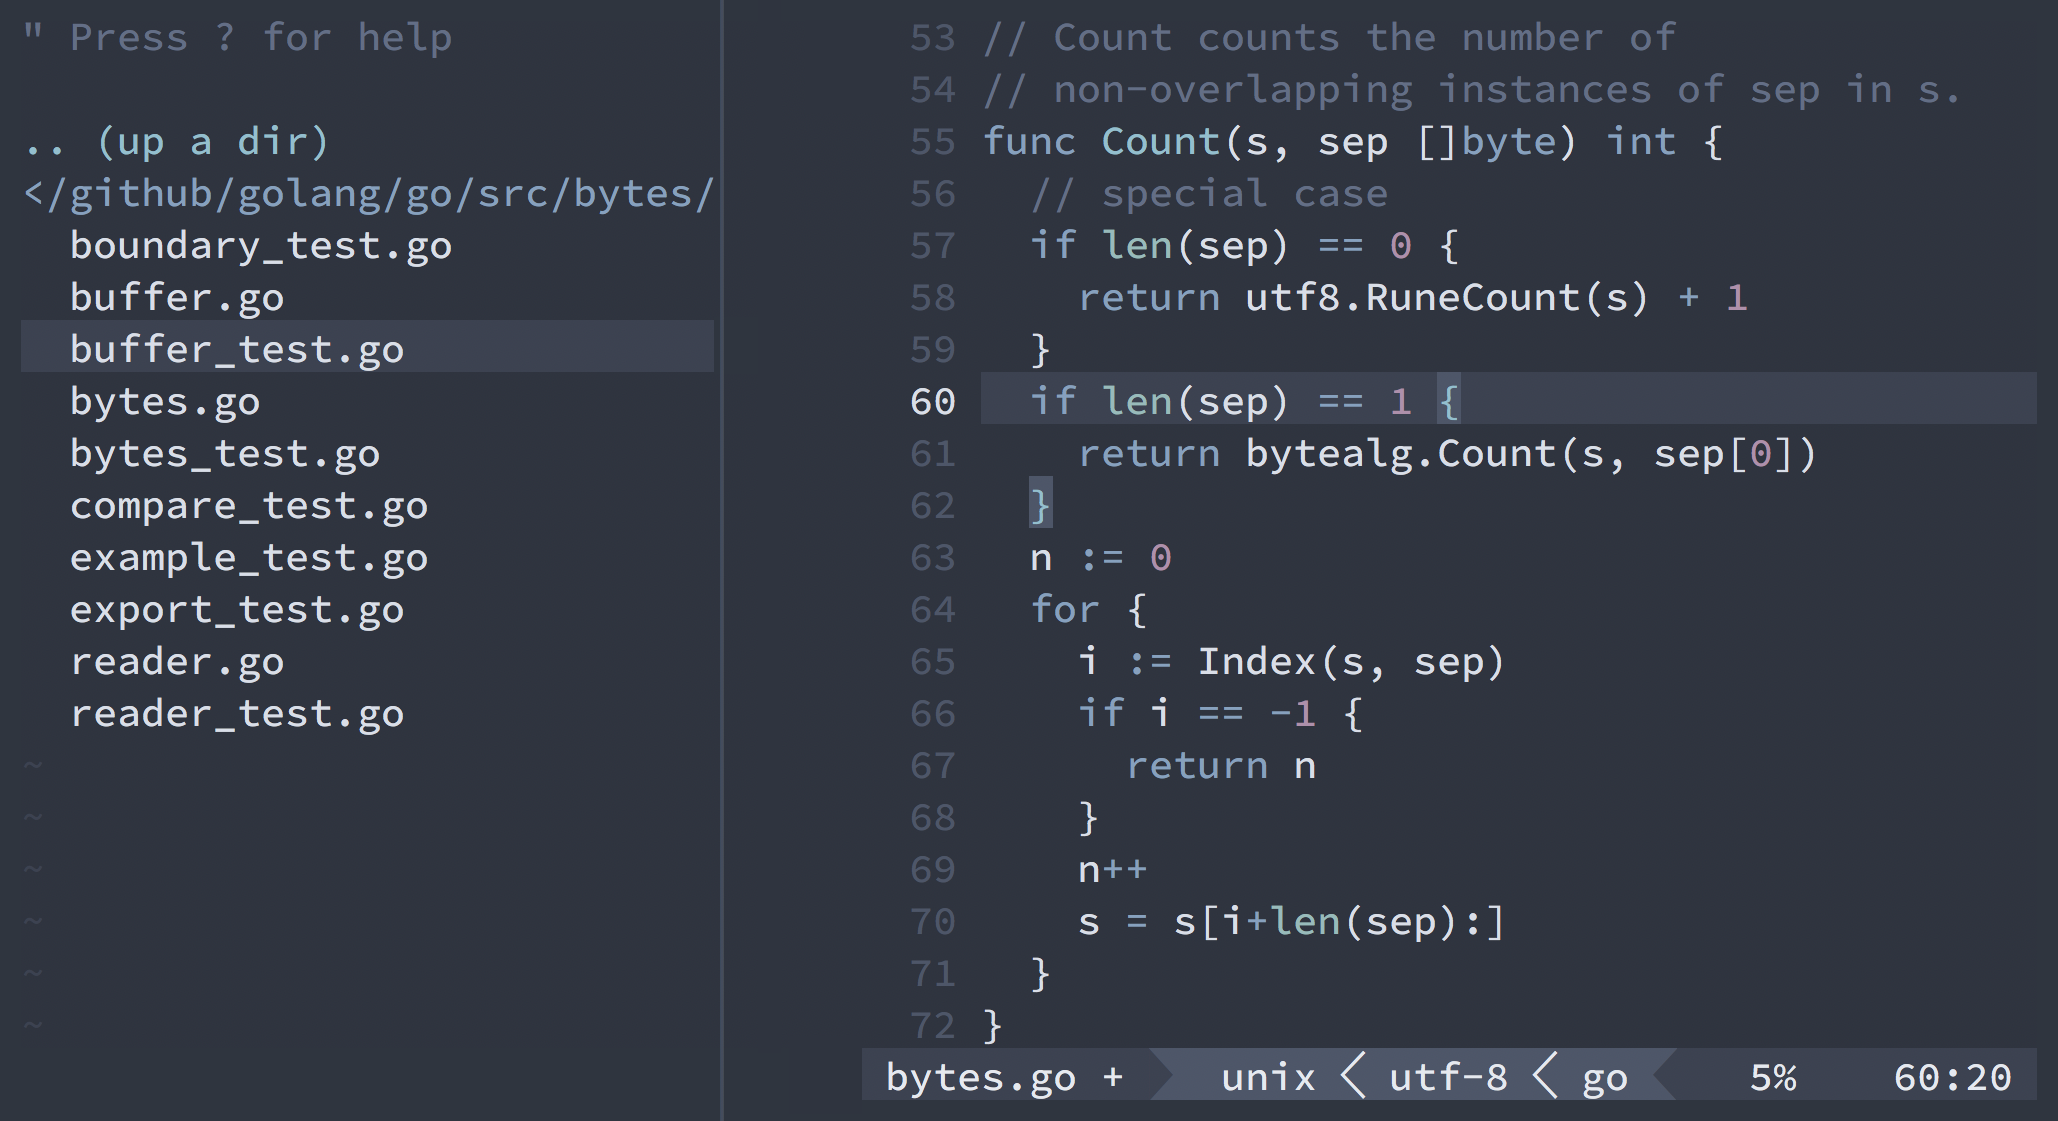 " Press ? for help
.. (up a dir)
</github/golang/go/src/bytes/
  boundary_test.go
  buffer.go
  buffer_test.go
  bytes.go
  bytes_test.go
  compare_test.go
  example_test.go
  export_test.go
  reader.go
  reader_test.go
~
~
~
~
~
~
53 // Count counts the number of
54 // non-overlapping instances of sep in s.
55 func Count(s, sep []byte) int {
56   // special case
57   if len(sep) == 0 {
58     return utf8.RuneCount(s) + 1
59   }
60   if len(sep) == 1 {
61     return bytealg.Count(s, sep[0])
62   }
63   n := 0
64   for {
65     i := Index(s, sep)
66     if i == -1 {
67       return n
68     }
69     n++
70     s = s[i+len(sep):]
71   }
72 }
bytes.go + unix < utf-8 < go 5% 60:20